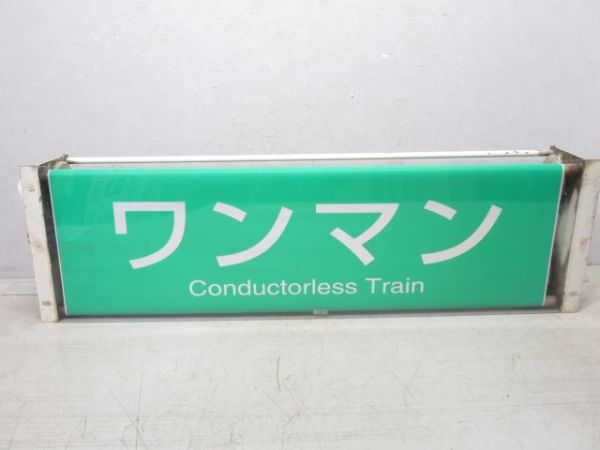 ワンマン
Conductorless Train